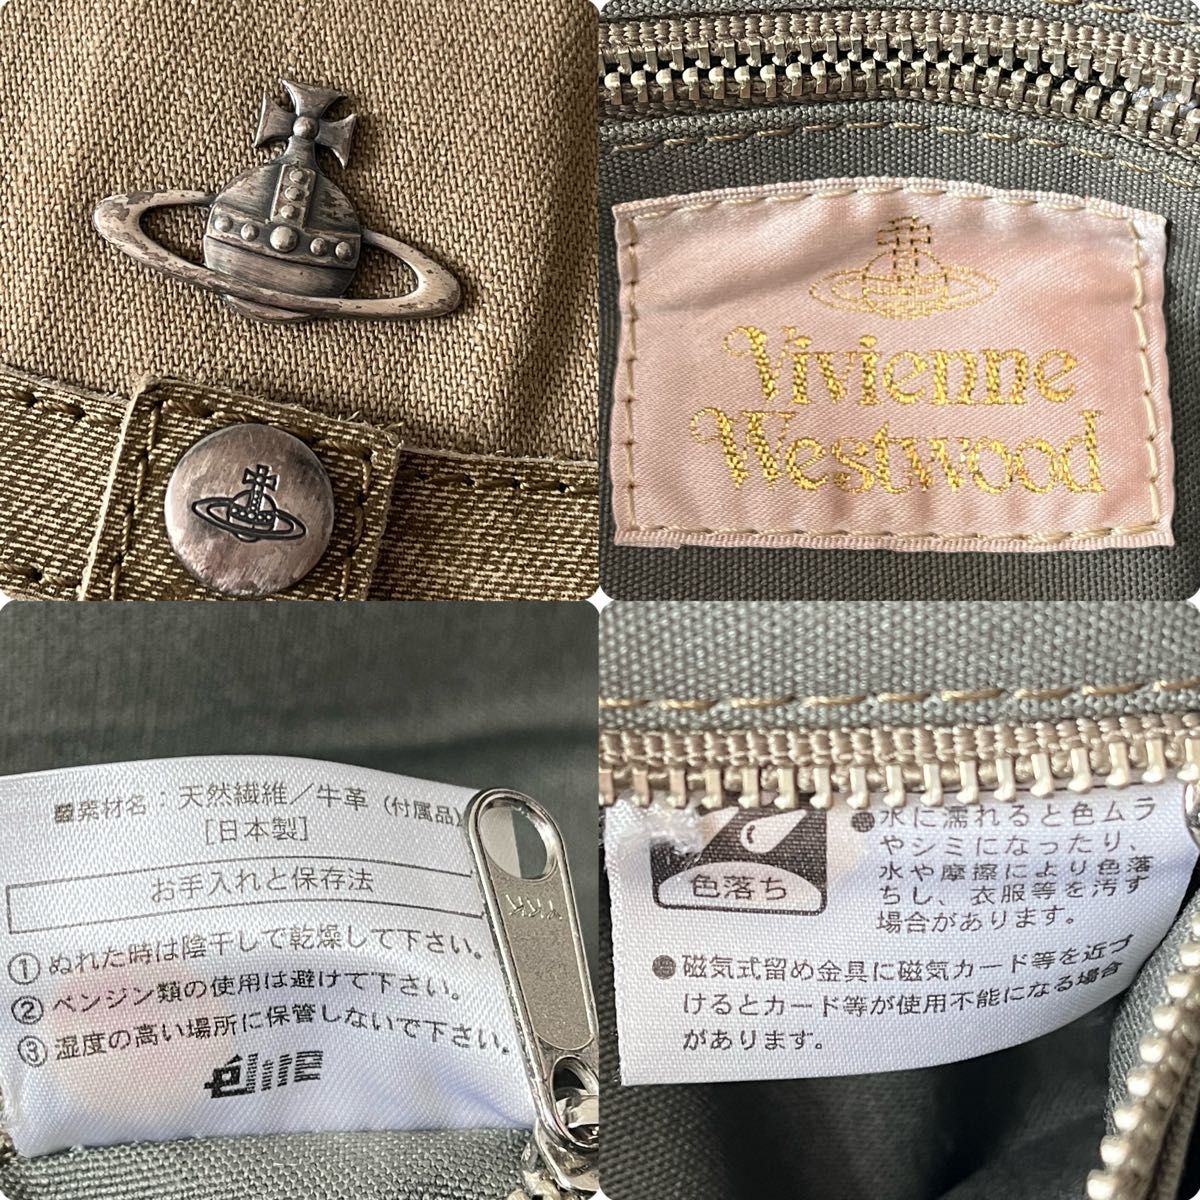 Vivienne
Westwood
素材名：天然繊維／牛革（付属品）
［日本製］
お手入れと保存法
①ぬれた時は陰干しで乾燥して下さい。
②ベンジン類の使用は避けて下さい。
③湿度の高い場所に保管しないで下さい。
élite
YKK
色落ち
●水に濡れると色ムラ
やシミになったり、
水や摩擦により色落
ちし、衣服等を汚す
場合があります。
●磁気式留め金具に磁気カード等を近づ
けるとカード等が使用不能になる場合
があります。